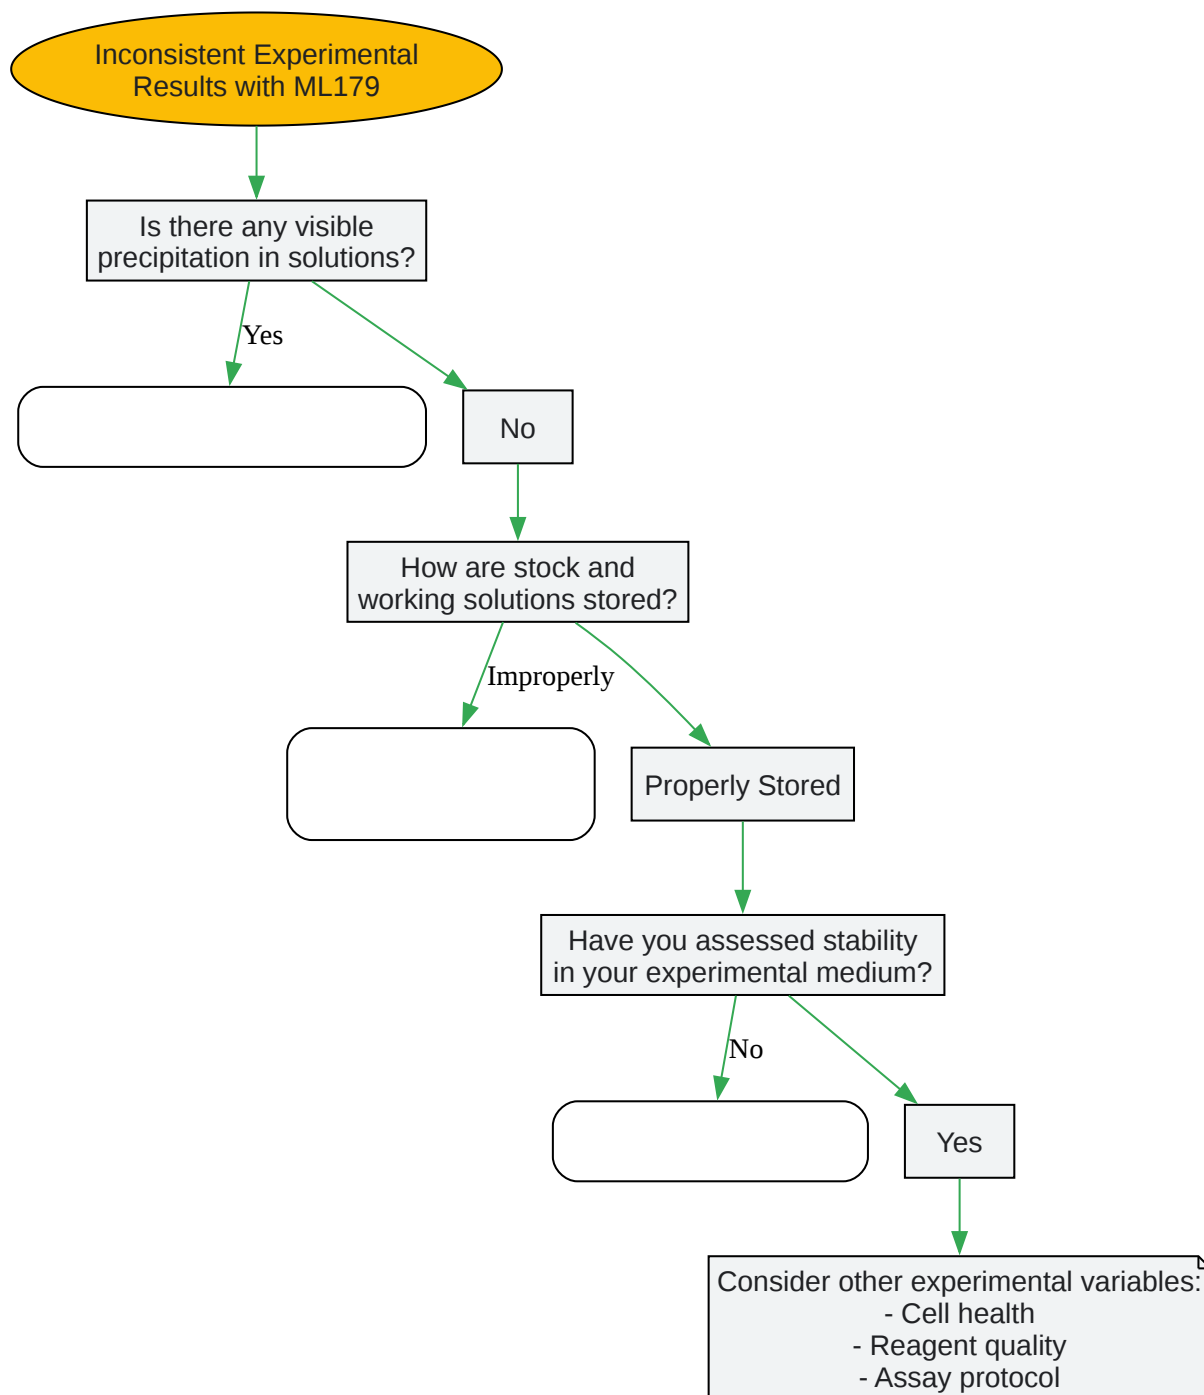 Inconsistent Experimental
Results with ML179
Is there any visible
precipitation in solutions?
Yes
No
How are stock and
working solutions stored?
Improperly
Properly Stored
Have you assessed stability
in your experimental medium?
No
Yes
Consider other experimental variables:
- Cell health
- Reagent quality
- Assay protocol